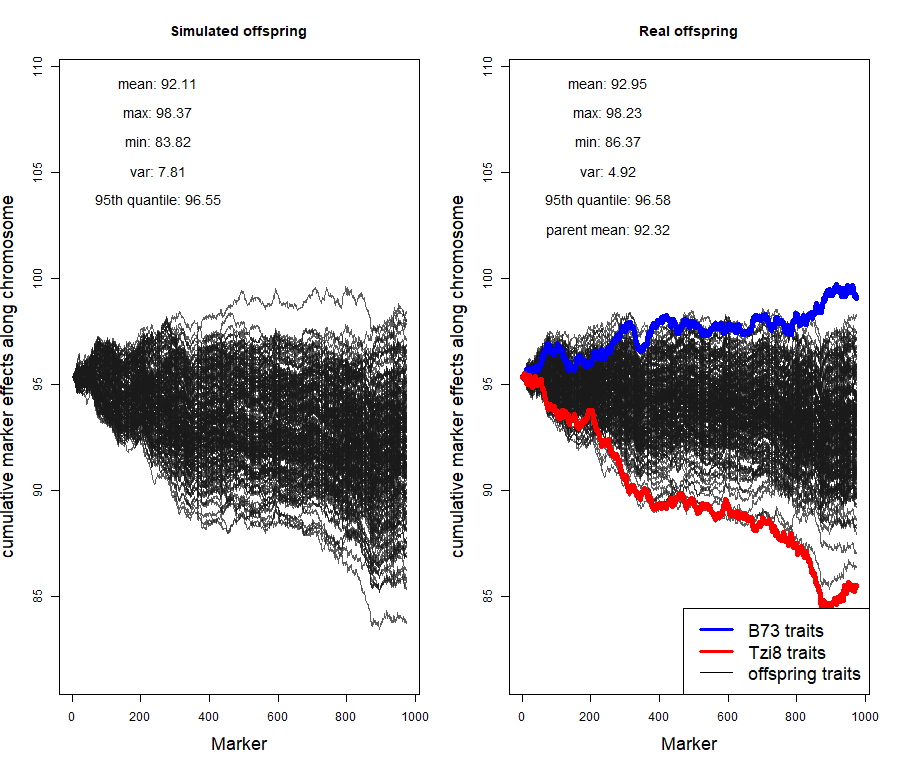 Simulated offspring
cumulative marker effects along chromosome
110
105
100
95
90
85
mean: 92.11
max: 98.37
min: 83.82
var: 7.81
95th quantile: 96.55
0 200 400 600 800 1000
Marker
Real offspring
cumulative marker effects along chromosome
110
105
100
95
90
85
mean: 92.95
max: 98.23
min: 86.37
var: 4.92
95th quantile: 96.58
parent mean: 92.32
B73 traits
Tzi8 traits
offspring traits
0 200 400 600 800 1000
Marker